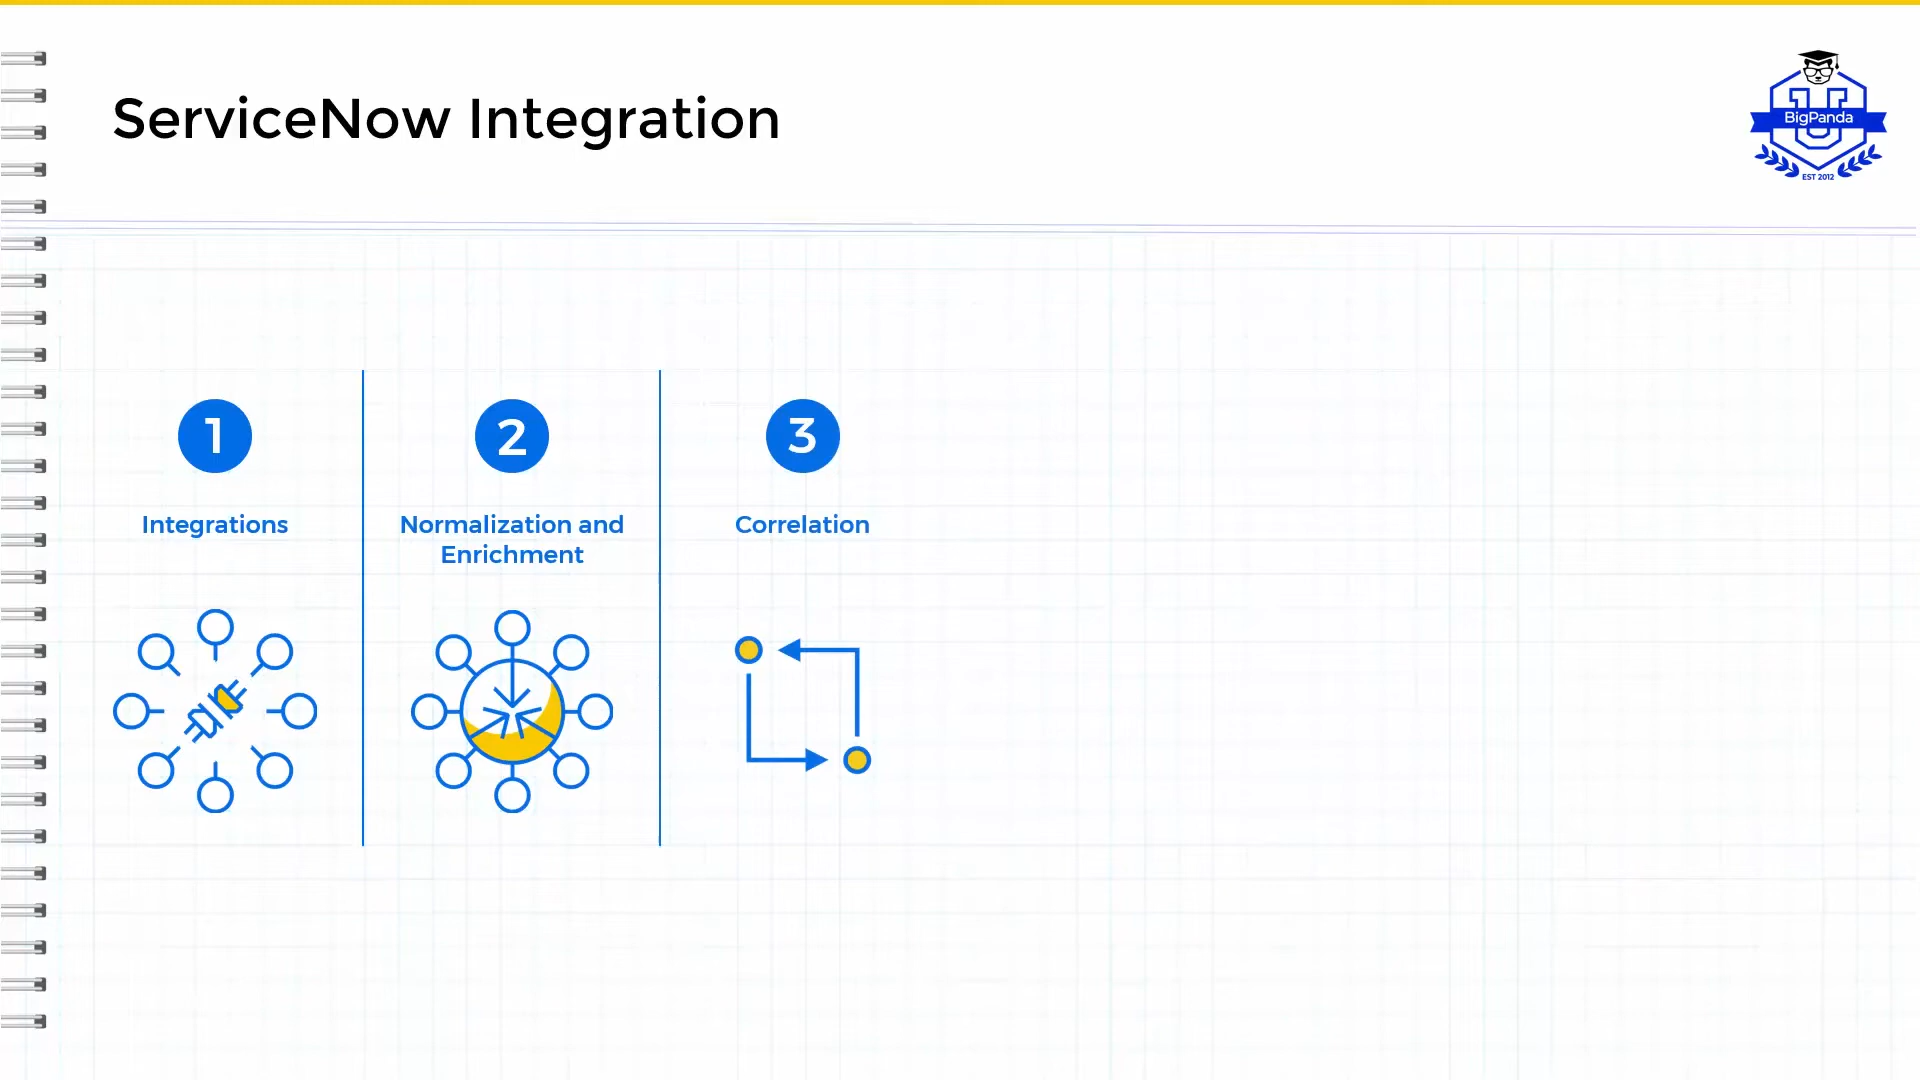 ServiceNow Integration
BigPanda
U
EST 2012
1
2
3
Integrations
Normalization and
Enrichment
Correlation